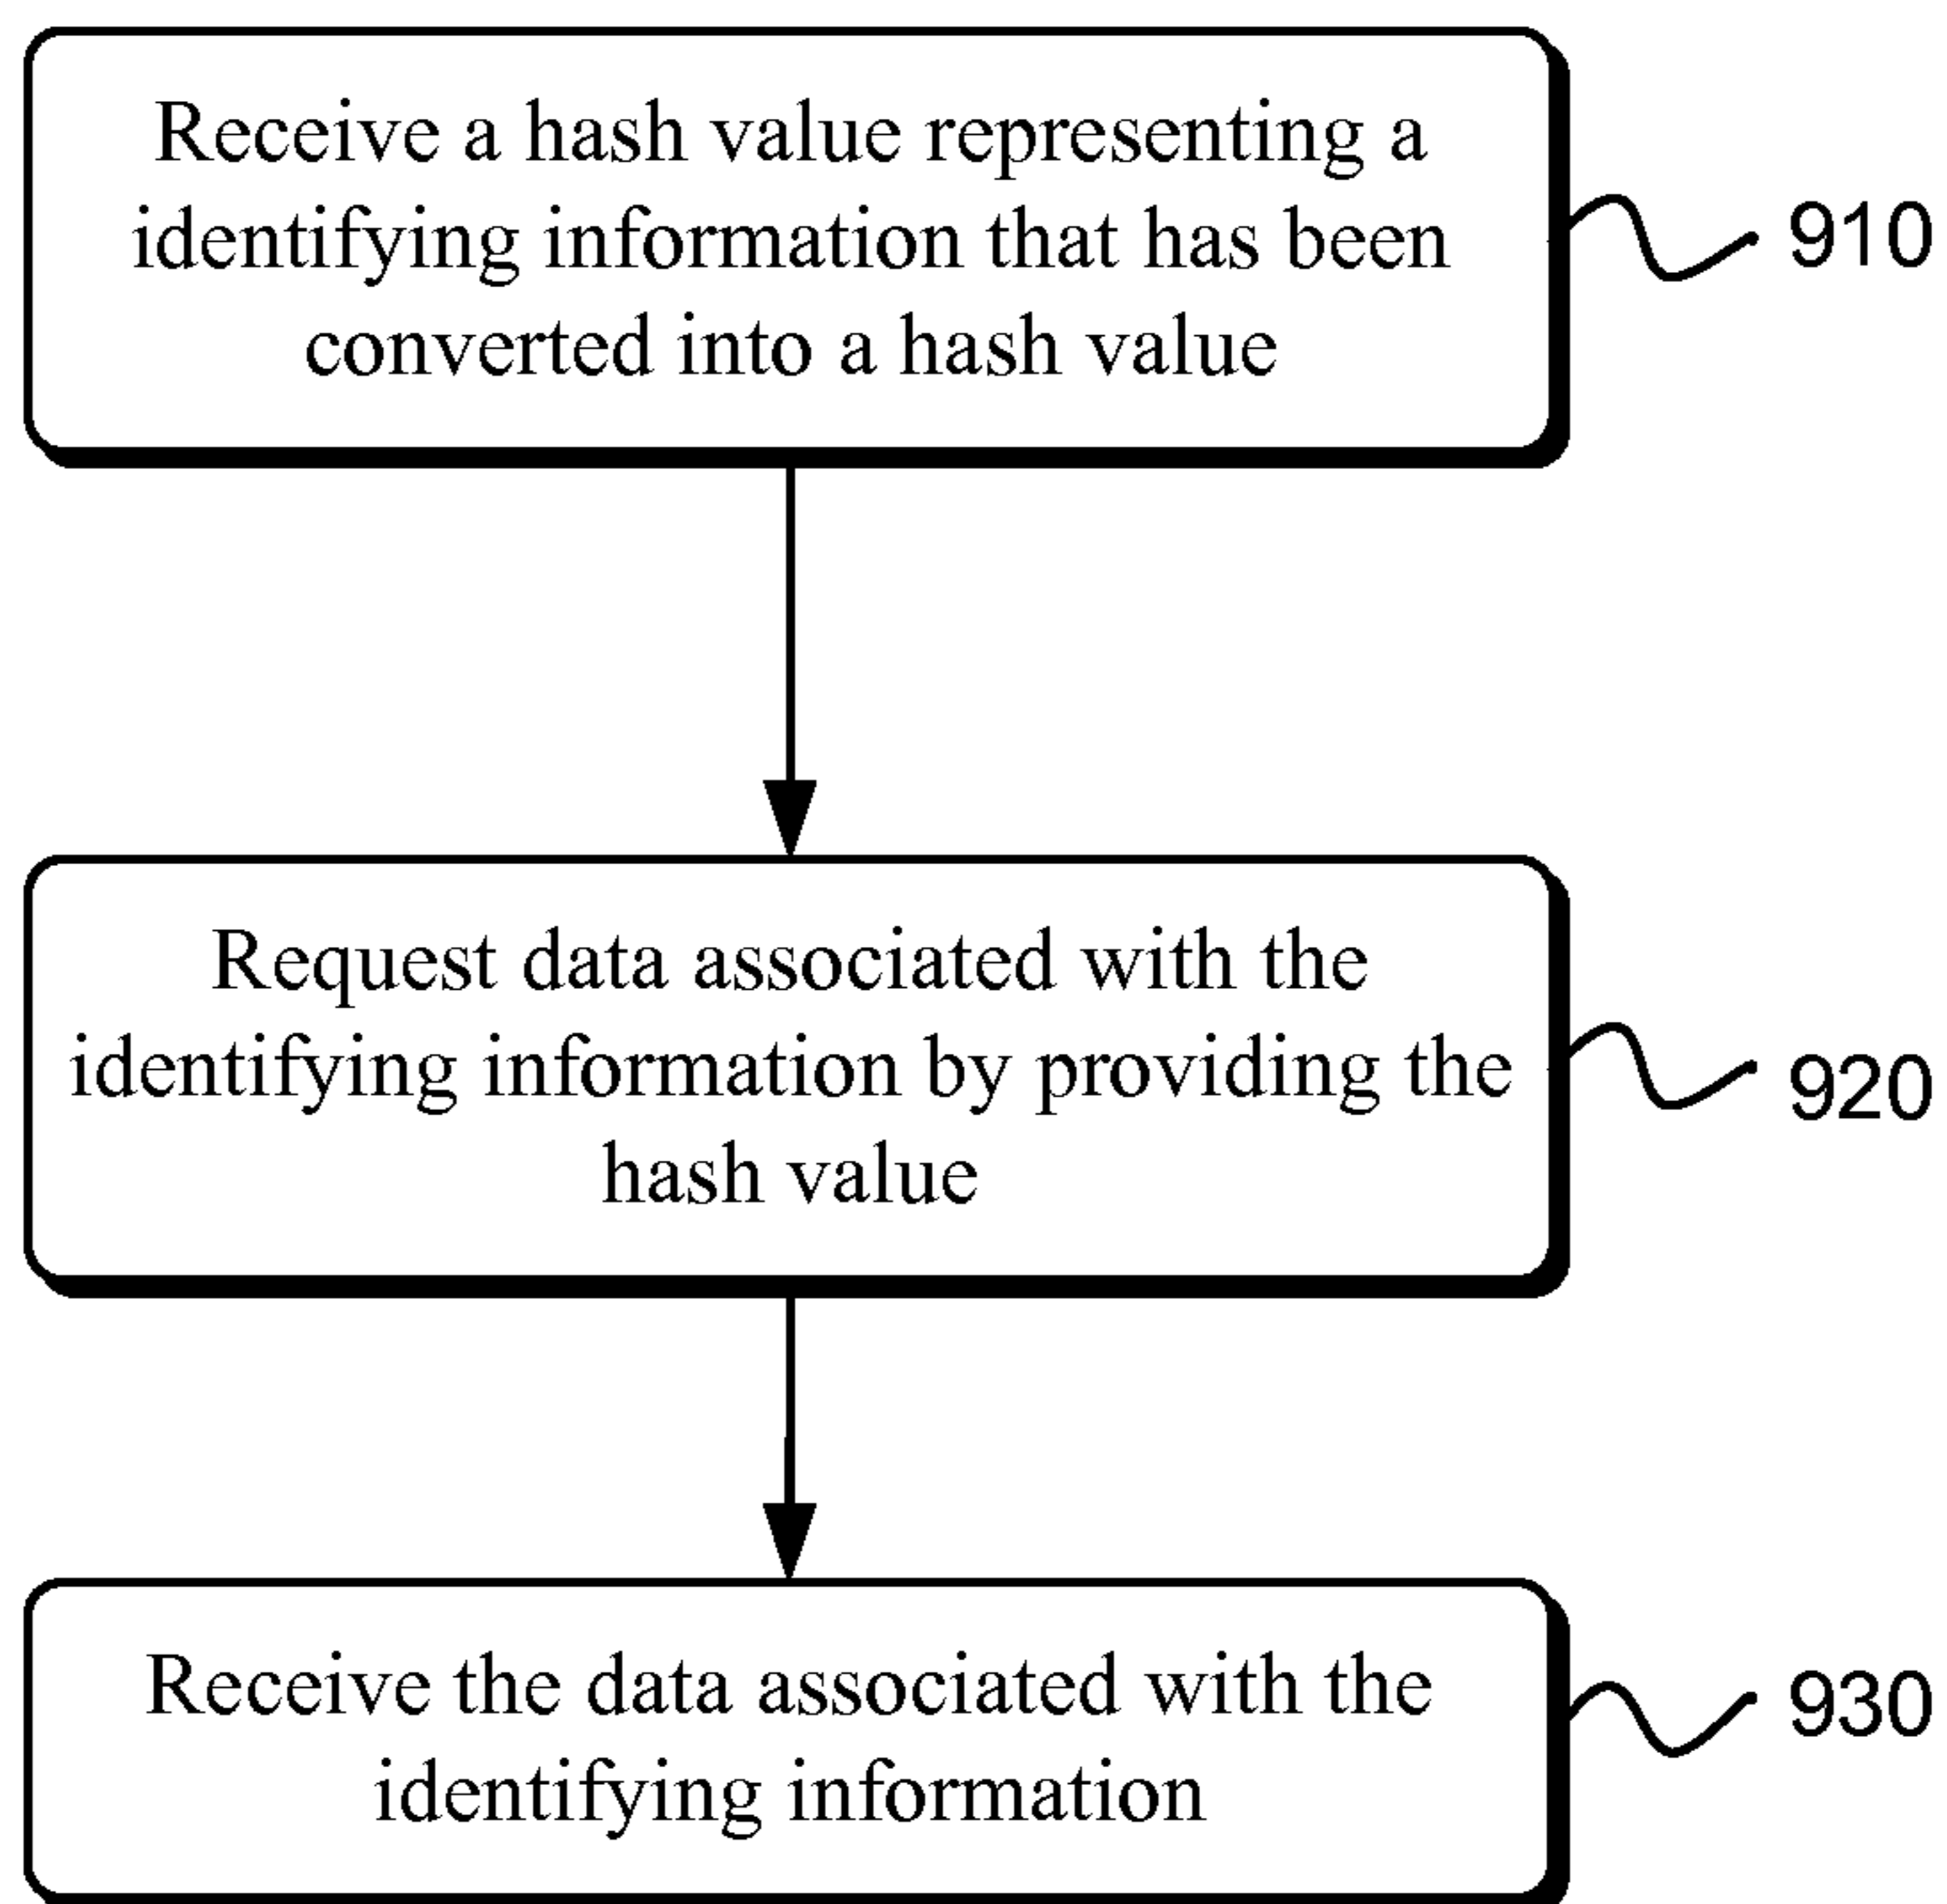 Receive a hash value representing a
identifying information that has been
converted into a hash value
910
Request data associated with the
identifying information by providing the
hash value
920
Receive the data associated with the
identifying information
930